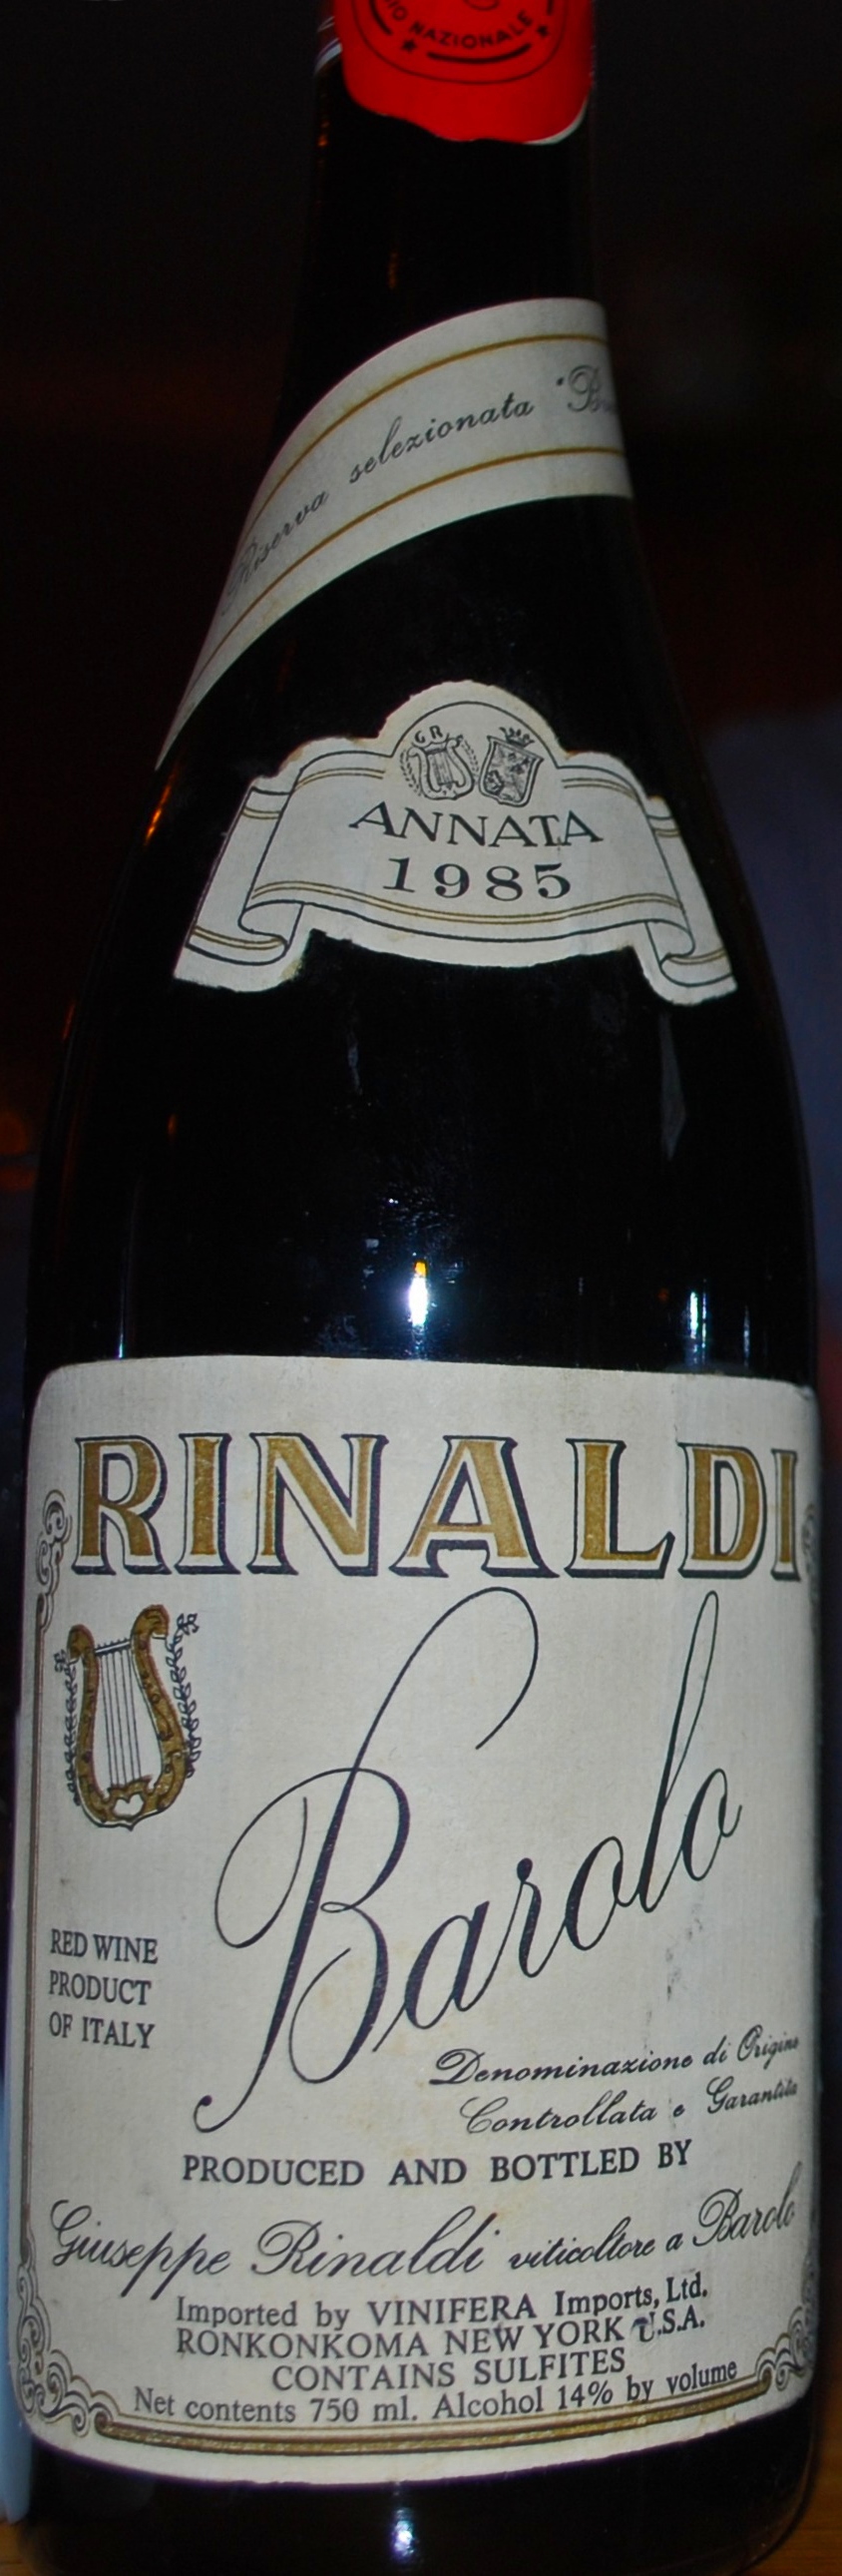 NAZIONALE
Riserva selezionata "
G R
ANNATA
1985
RINALDI
Barolo
RED WINE
PRODUCT
OF ITALY
Denominazione di Origine
Controllata e Garantita
PRODUCED AND BOTTLED BY
Giuseppe Rinaldi viticoltore a Barolo
Imported by VINIFERA Imports, Ltd.
RONKONKOMA NEW YORK U.S.A.
CONTAINS SULFITES
Net contents 750 ml. Alcohol 14% by volume